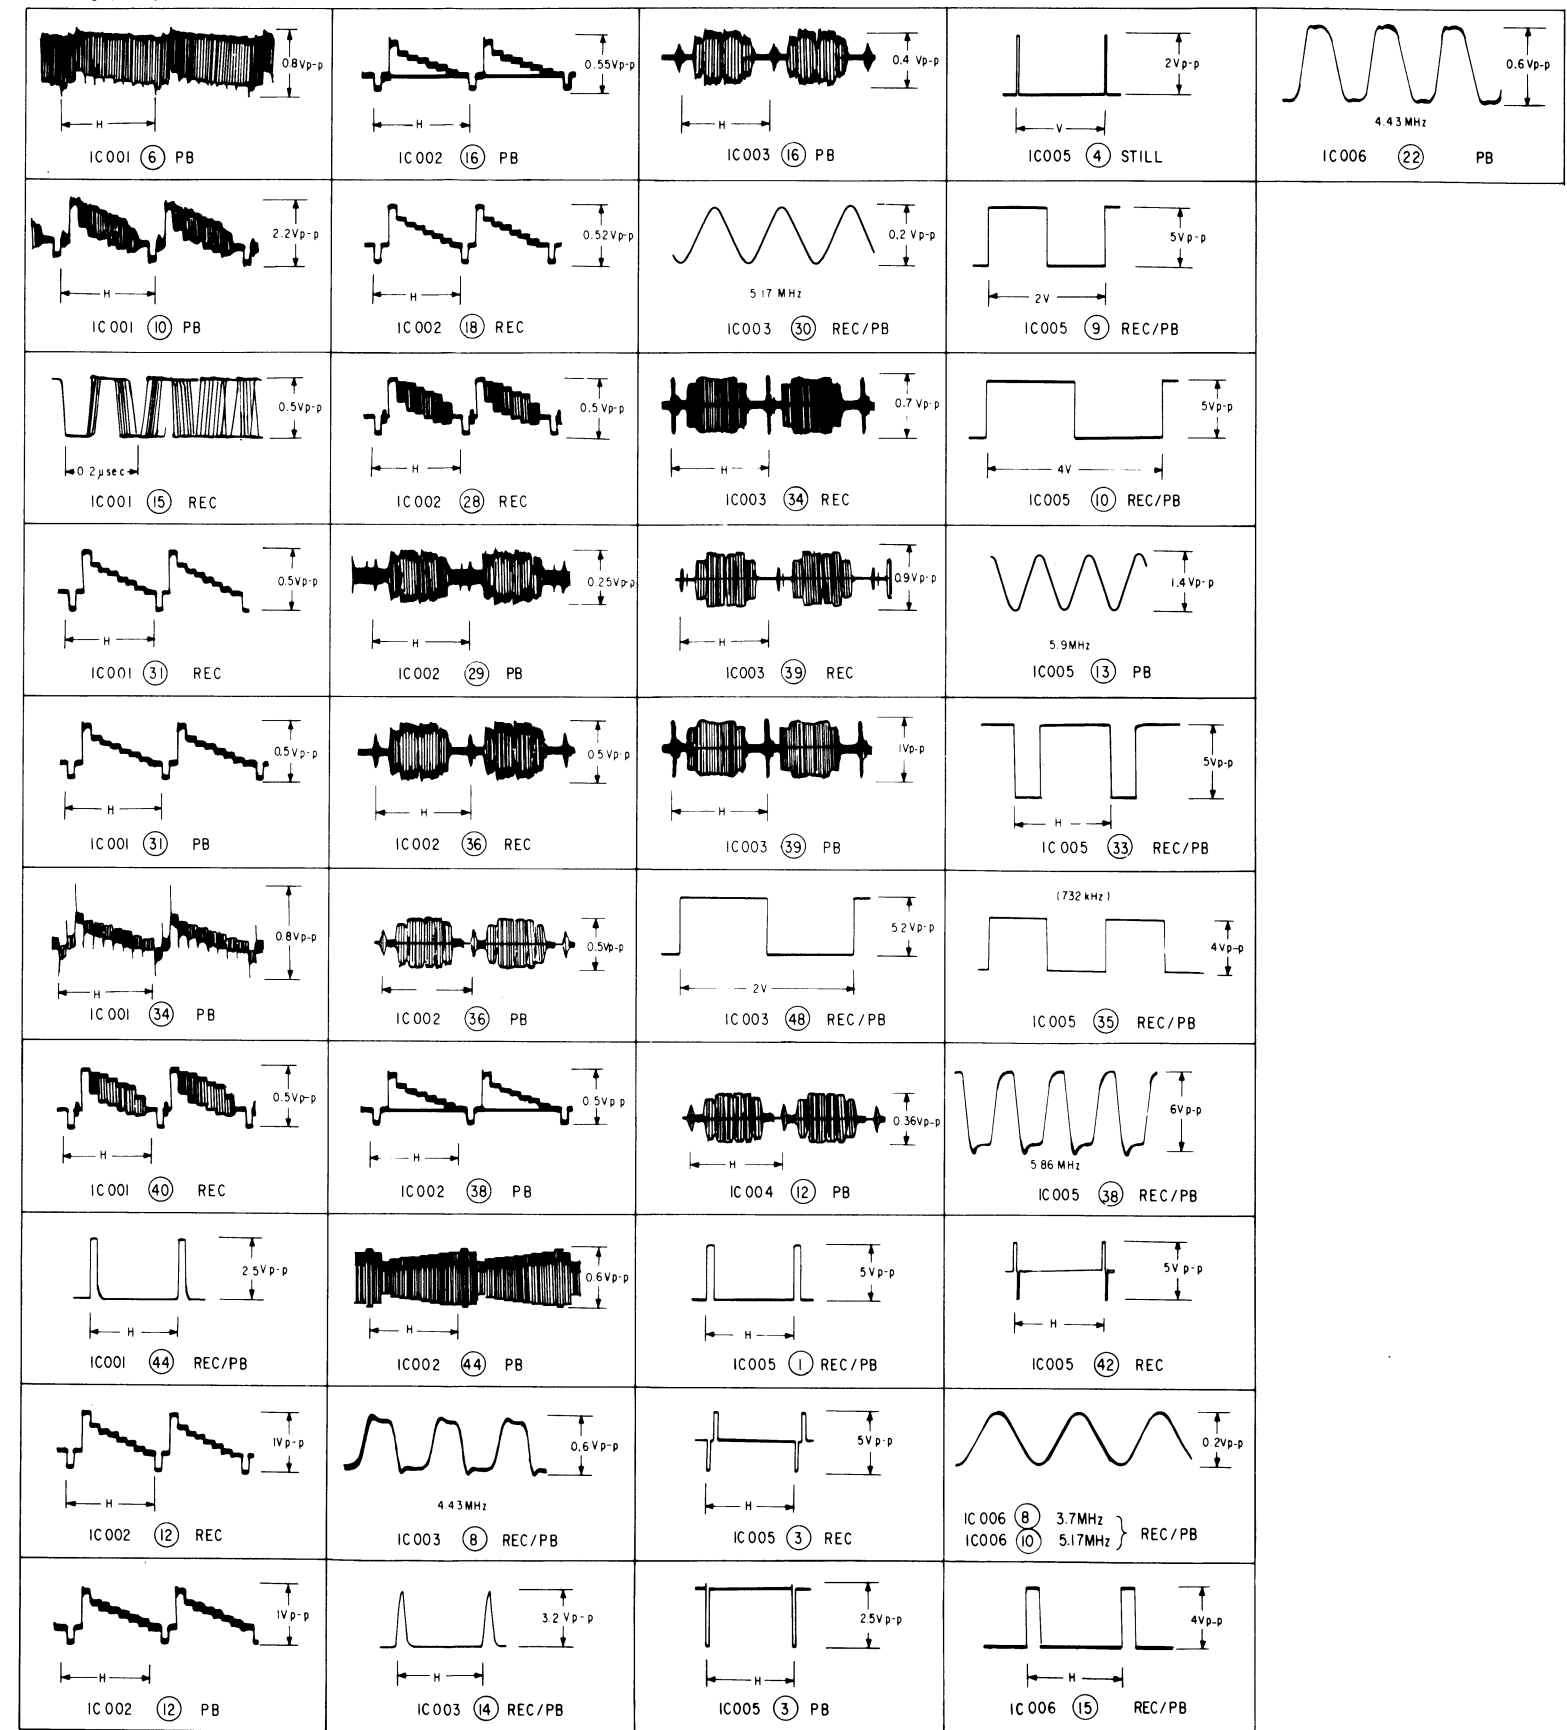 0.8Vp-p
H
IC001 6 PB
0.55Vp-p
H
IC002 16 PB
0.4 Vp-p
H
IC003 16 PB
2Vp-p
V
IC005 4 STILL
0.6Vp-p
4.43MHz
IC006 22 PB
2.2Vp-p
H
IC001 10 PB
0.52Vp-p
H
IC002 18 REC
0.2Vp-p
5.17 MHz
IC003 30 REC/PB
5Vp-p
2V
IC005 9 REC/PB
0.5Vp-p
0.2µsec
IC001 15 REC
0.5Vp-p
H
IC002 28 REC
0.7 Vp-p
H
IC003 34 REC
5Vp-p
4V
IC005 10 REC/PB
0.5Vp-p
H
IC001 31 REC
0.25Vp-p
H
IC002 29 PB
0.9Vp-p
H
IC003 39 REC
1.4Vp-p
5.9MHz
IC005 13 PB
0.5Vp-p
H
IC001 31 PB
0.5Vp-p
H
IC002 36 REC
1Vp-p
H
IC003 39 PB
5Vp-p
H
IC005 33 REC/PB
0.8Vp-p
H
IC001 34 PB
0.5Vp-p
IC002 36 PB
5.2Vp-p
2V
IC003 48 REC/PB
(732kHz)
4Vp-p
IC005 35 REC/PB
0.5Vp-p
H
IC001 40 REC
0.5Vp-p
H
IC002 38 PB
0.36Vp-p
H
IC004 12 PB
6Vp-p
5.86 MHz
IC005 38 REC/PB
2.5Vp-p
H
IC001 44 REC/PB
0.6Vp-p
H
IC002 44 PB
5Vp-p
H
IC005 1 REC/PB
5Vp-p
H
IC005 42 REC
1Vp-p
H
IC002 12 REC
0.6Vp-p
4.43MHz
IC003 8 REC/PB
5Vp-p
H
IC005 3 REC
0.2Vp-p
IC006 8 3.7MHz
IC006 10 5.17MHz } REC/PB
1Vp-p
H
IC002 12 PB
3.2 Vp-p
H
IC003 14 REC/PB
2.5Vp-p
H
IC005 3 PB
4Vp-p
H
IC006 15 REC/PB